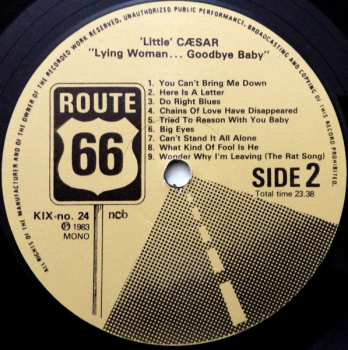 ALL RIGHTS OF THE MANUFACTURER AND OF THE OWNER OF THE RECORDED WORK RESERVED. UNAUTHORIZED PUBLIC PERFORMANCE, BROADCASTING AND COPYING OF THIS RECORD PROHIBITED.
'Little' CÆSAR
"Lying Woman... Goodbye Baby"
1. You Can't Bring Me Down
2. Here Is A Letter
3. Do Right Blues
4. Chains Of Love Have Disappeared
5. Tried To Reason With You Baby
6. Big Eyes
7. Can't Stand It All Alone
8. What Kind Of Fool Is He
9. Wonder Why I'm Leaving (The Rat Song)
ROUTE
66
SIDE 2
Total time 23.38
KIX-no. 24
ncb
℗ 1983
MONO